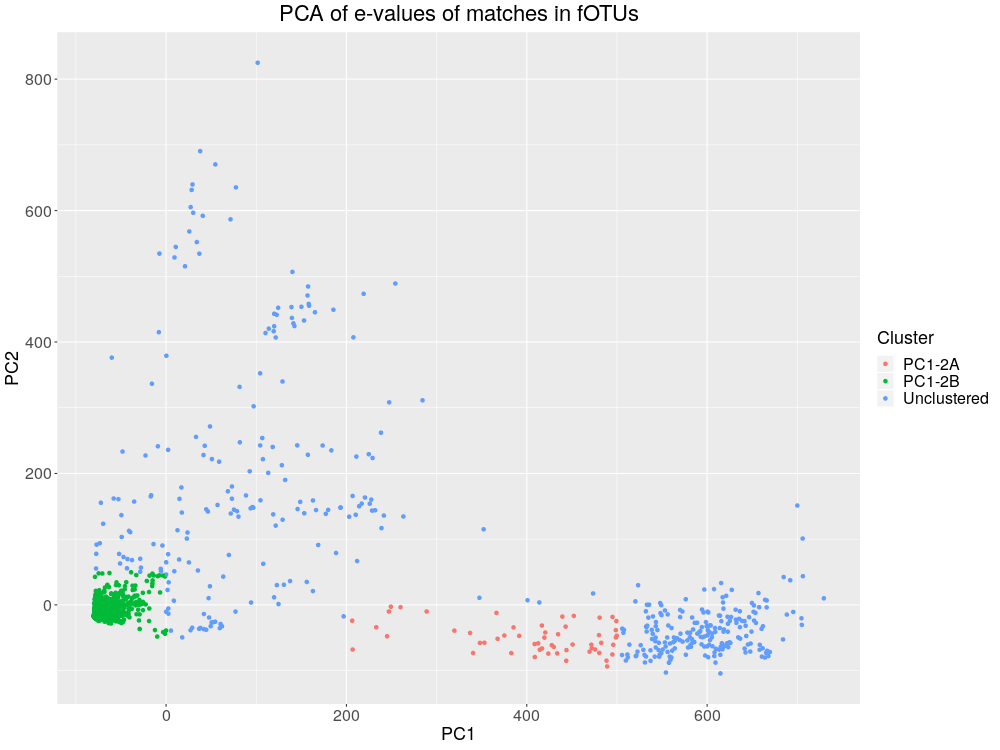 PCA of e-values of matches in fOTUs
800
600
400
200
0
PC2
0
200
400
600
PC1
Cluster
PC1-2A
PC1-2B
Unclustered